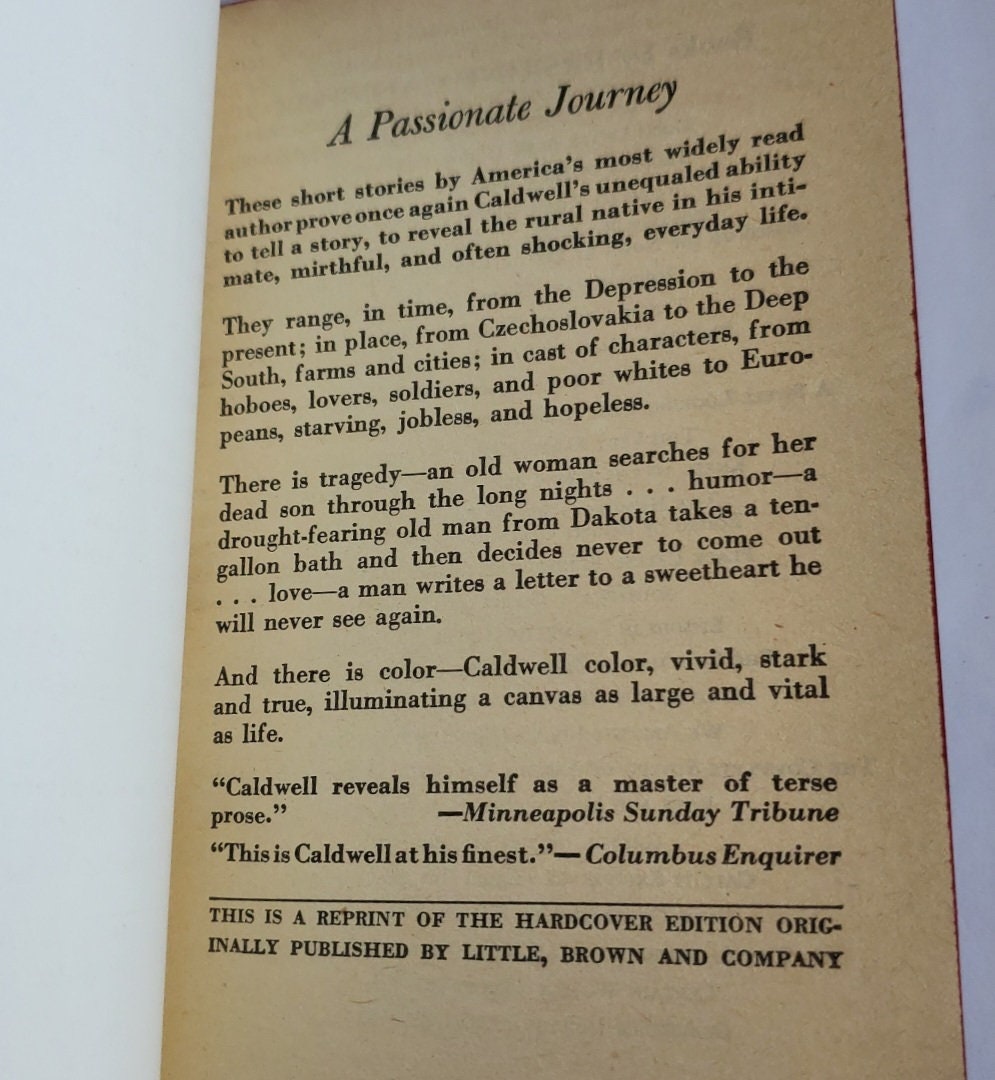 A Passionate Journey
These short stories by America's most widely read
author prove once again Caldwell's unequaled ability
to tell a story, to reveal the rural native in his inti-
mate, mirthful, and often shocking, everyday life.
They range, in time, from the Depression to the
present; in place, from Czechoslovakia to the Deep
South, farms and cities; in cast of characters, from
hoboes, lovers, soldiers, and poor whites to Euro-
peans, starving, jobless, and hopeless.
There is tragedy—an old woman searches for her
dead son through the long nights . . . humor—a
drought-fearing old man from Dakota takes a ten-
gallon bath and then decides never to come out
. . . love—a man writes a letter to a sweetheart he
will never see again.
And there is color—Caldwell color, vivid, stark
and true, illuminating a canvas as large and vital
as life.
“Caldwell reveals himself as a master of terse
prose.” —Minneapolis Sunday Tribune
“This is Caldwell at his finest.”—Columbus Enquirer
THIS IS A REPRINT OF THE HARDCOVER EDITION ORIG-
INALLY PUBLISHED BY LITTLE, BROWN AND COMPANY